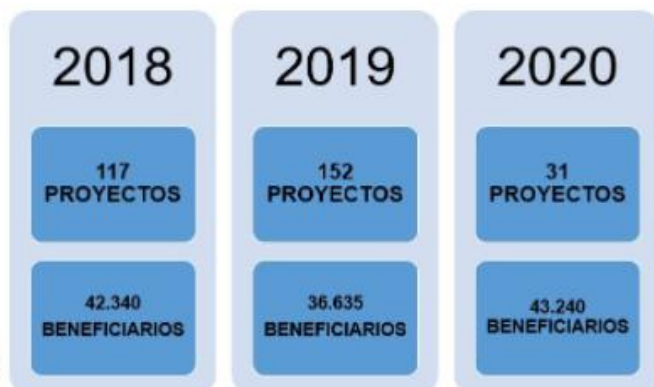 2018
117
PROYECTOS
42.340
BENEFICIARIOS
2019
152
PROYECTOS
36.635
BENEFICIARIOS
2020
31
PROYECTOS
43.240
BENEFICIARIOS